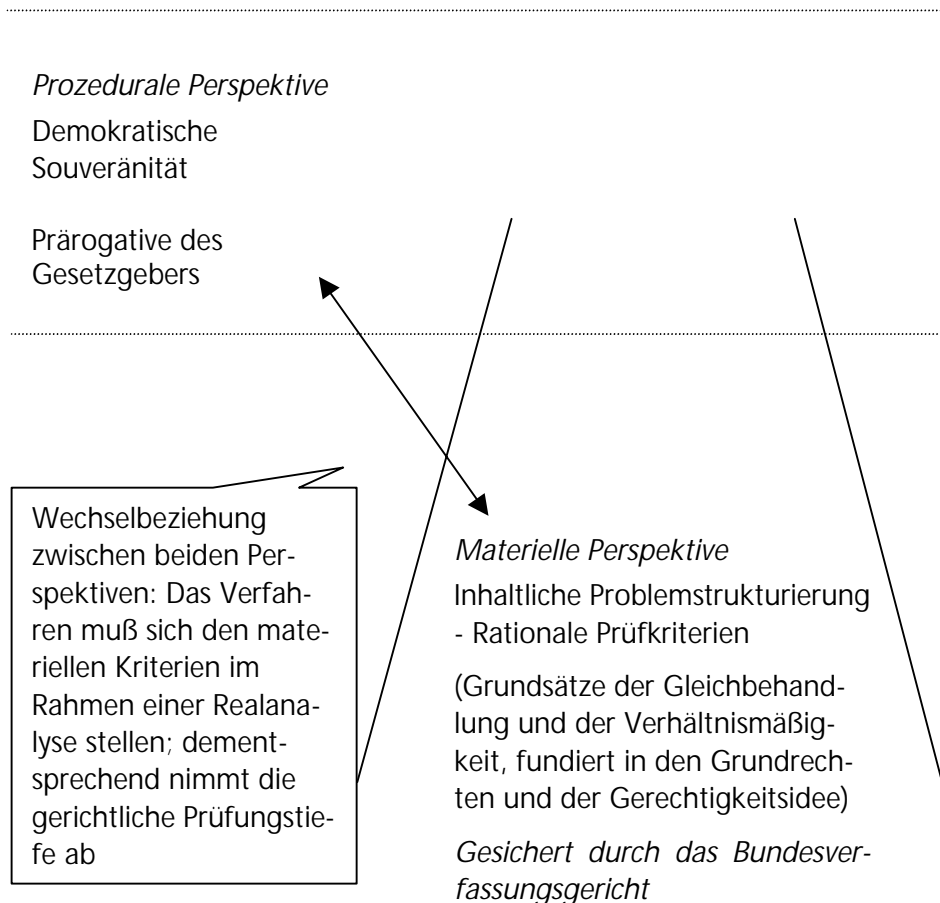 Prozedurale Perspektive
Demokratische
Souveränität
Prärogative des
Gesetzgebers
Wechselbeziehung
zwischen beiden Per-
spektiven: Das Verfah-
ren muß sich den mate-
riellen Kriterien im
Rahmen einer Realana-
lyse stellen; dement-
sprechend nimmt die
gerichtliche Prüfungstie-
fe ab
Materielle Perspektive
Inhaltliche Problemstrukturierung
- Rationale Prüfkriterien
(Grundsätze der Gleichbehand-
lung und der Verhältnismäßig-
keit, fundiert in den Grundrech-
ten und der Gerechtigkeitsidee)
Gesichert durch das Bundesver-
fassungsgericht